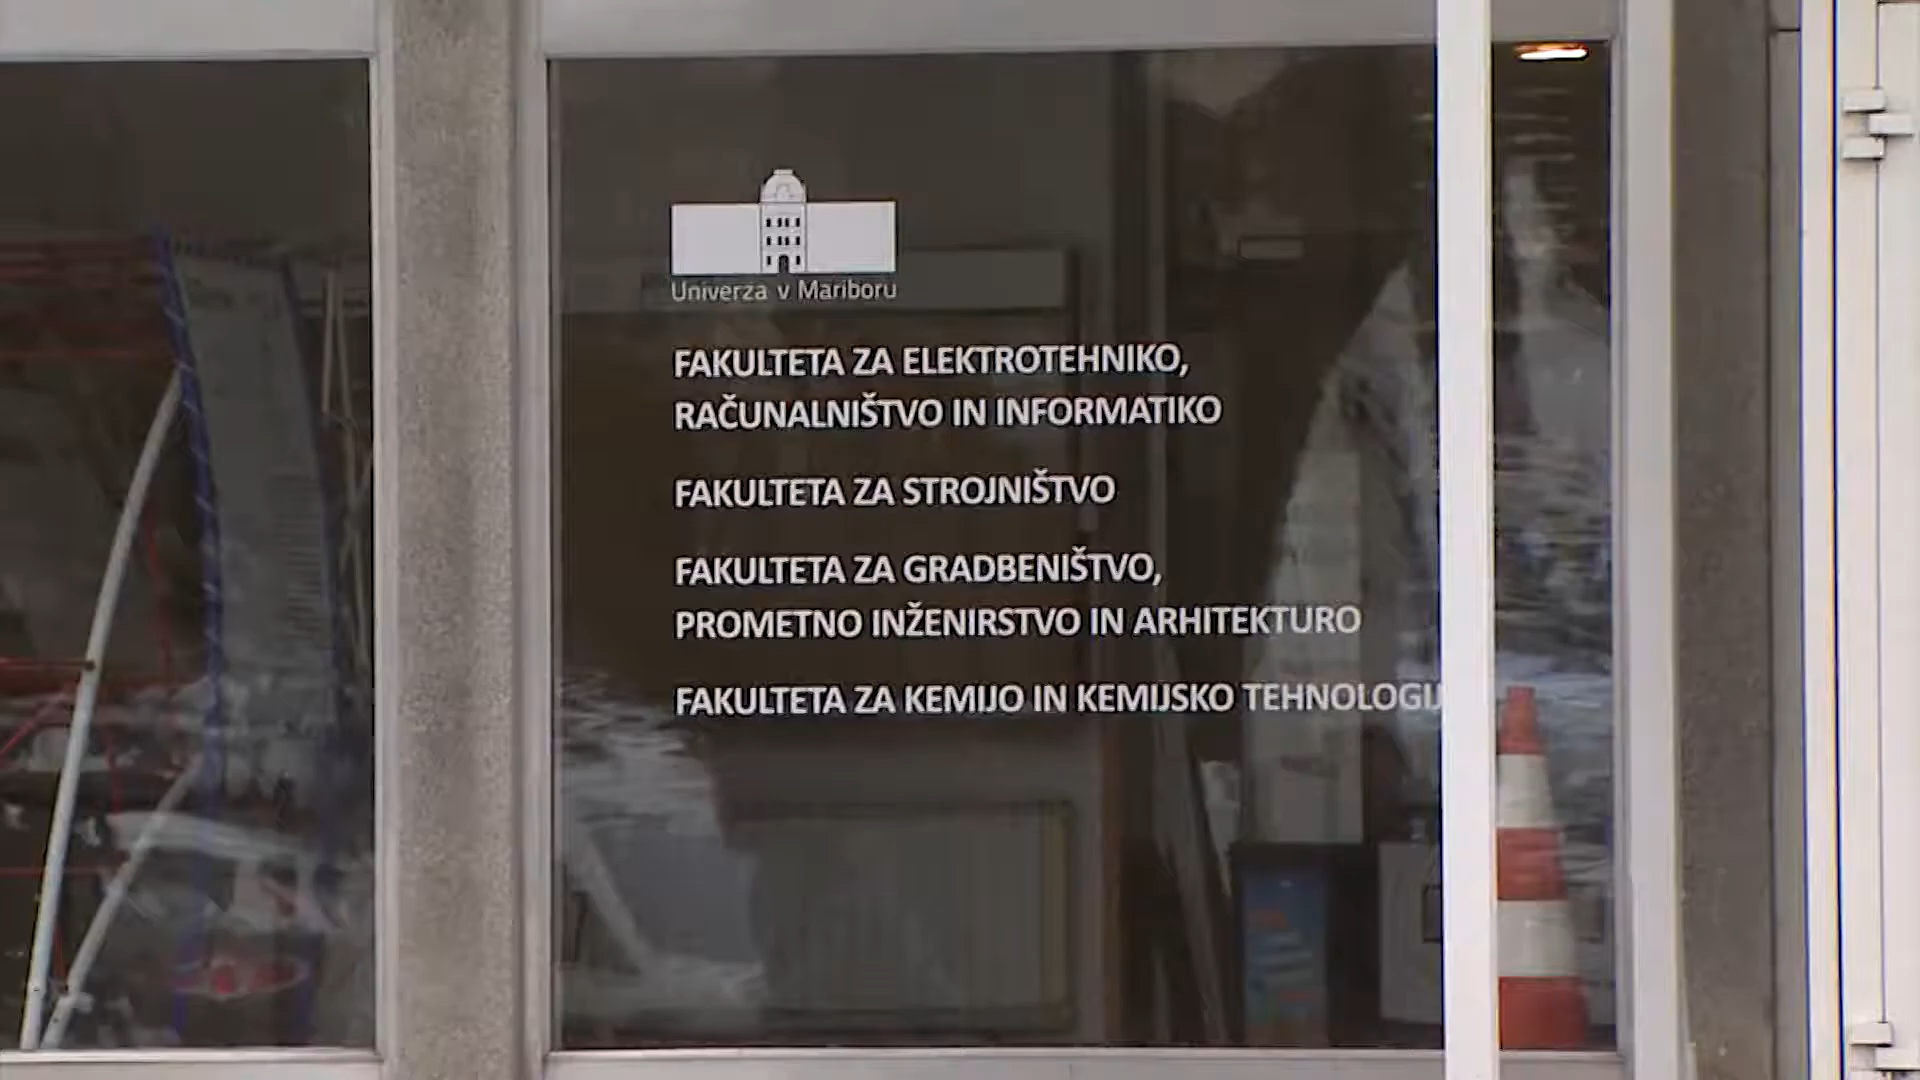 Univerza v Mariboru
FAKULTETA ZA ELEKTROTEHNIKO,
RAČUNALNIŠTVO IN INFORMATIKO
FAKULTETA ZA STROJNIŠTVO
FAKULTETA ZA GRADBENIŠTVO,
PROMETNO INŽENIRSTVO IN ARHITEKTURO
FAKULTETA ZA KEMIJO IN KEMIJSKO TEHNOLOGIJ